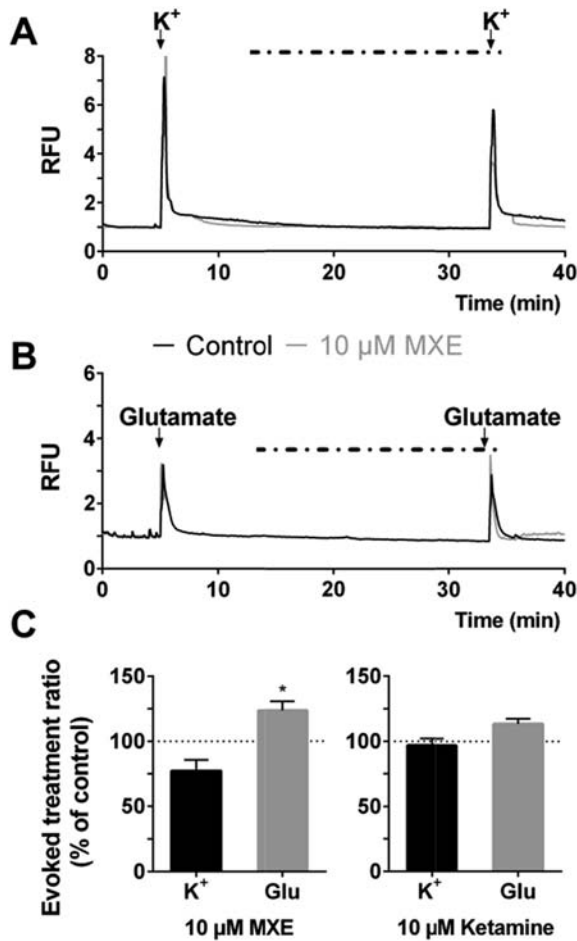 A
K+
K+
RFU
8
6
4
2
0
0
10
20
30
40
Time (min)
Control
10 µM MXE
B
Glutamate
Glutamate
RFU
6
4
2
0
0
10
20
30
40
Time (min)
C
Evoked treatment ratio
(% of control)
150
100
50
0
*
K+
Glu
10 µM MXE
150
100
50
0
K+
Glu
10 µM Ketamine